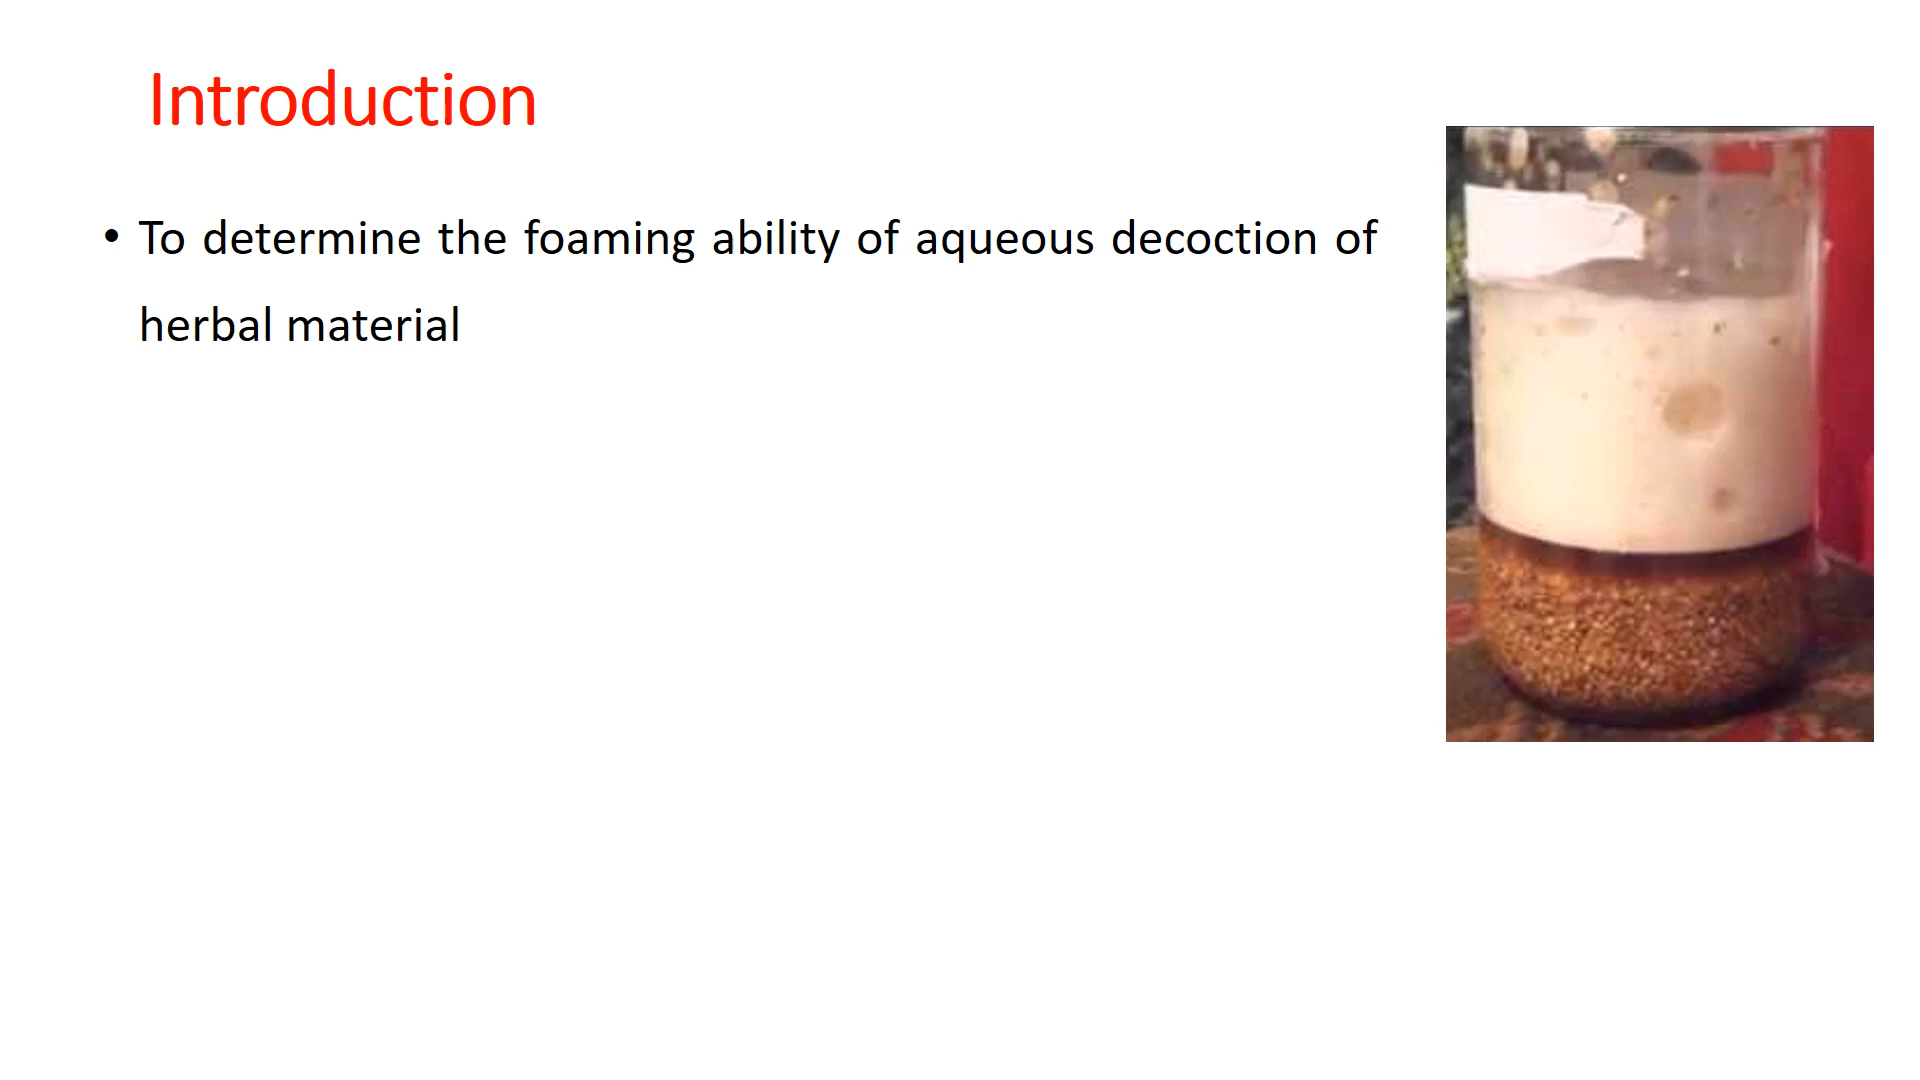 Introduction
• To determine the foaming ability of aqueous decoction of
herbal material